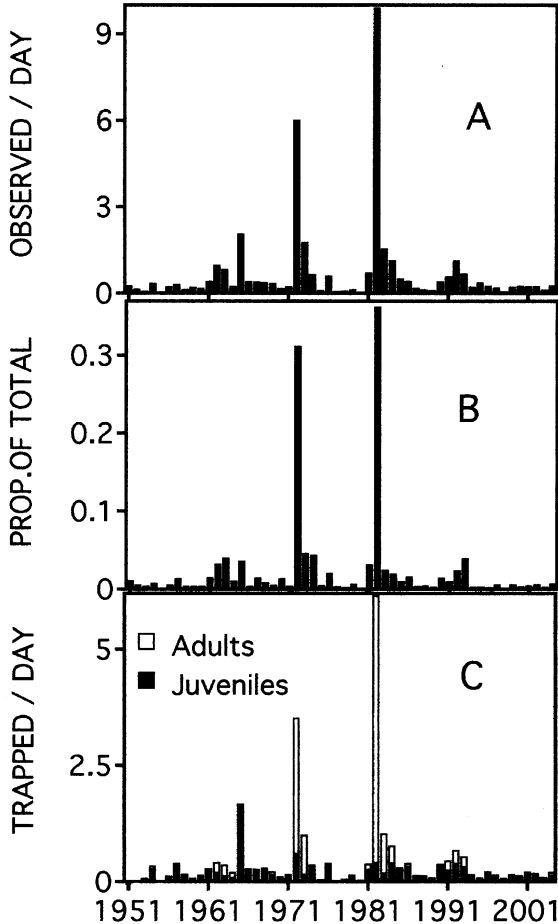 OBSERVED / DAY
9
6
3
0
A
PROP.OF TOTAL
0.3
0.2
0.1
0
B
TRAPPED / DAY
5
2.5
0
Adults
Juveniles
C
1951 1961 1971 1981 1991 2001